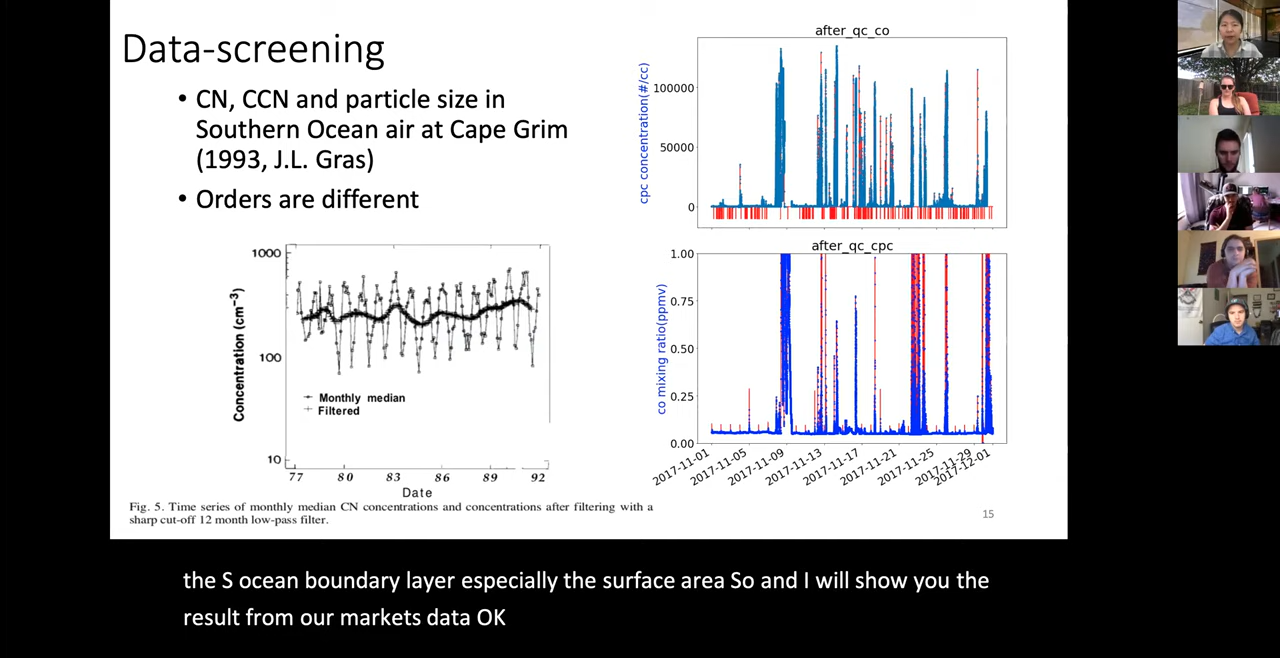 Data-screening
• CN, CCN and particle size in
Southern Ocean air at Cape Grim
(1993, J.L. Gras)
• Orders are different
1000
100
10
Concentration (cm⁻³)
Monthly median
Filtered
77 80 83 86 89 92
Date
Fig. 5. Time series of monthly median CN concentrations and concentrations after filtering with a
sharp cut-off 12 month low-pass filter.
after_qc_co
cpc concentration(#/cc)
100000
50000
0
after_qc_cpc
co mixing ratio(ppmv)
1.00
0.75
0.50
0.25
0.00
2017-11-01
2017-11-05
2017-11-09
2017-11-13
2017-11-17
2017-11-21
2017-11-25
2017-11-29
2017-12-01
15
the S ocean boundary layer especially the surface area So and I will show you the
result from our markets data OK